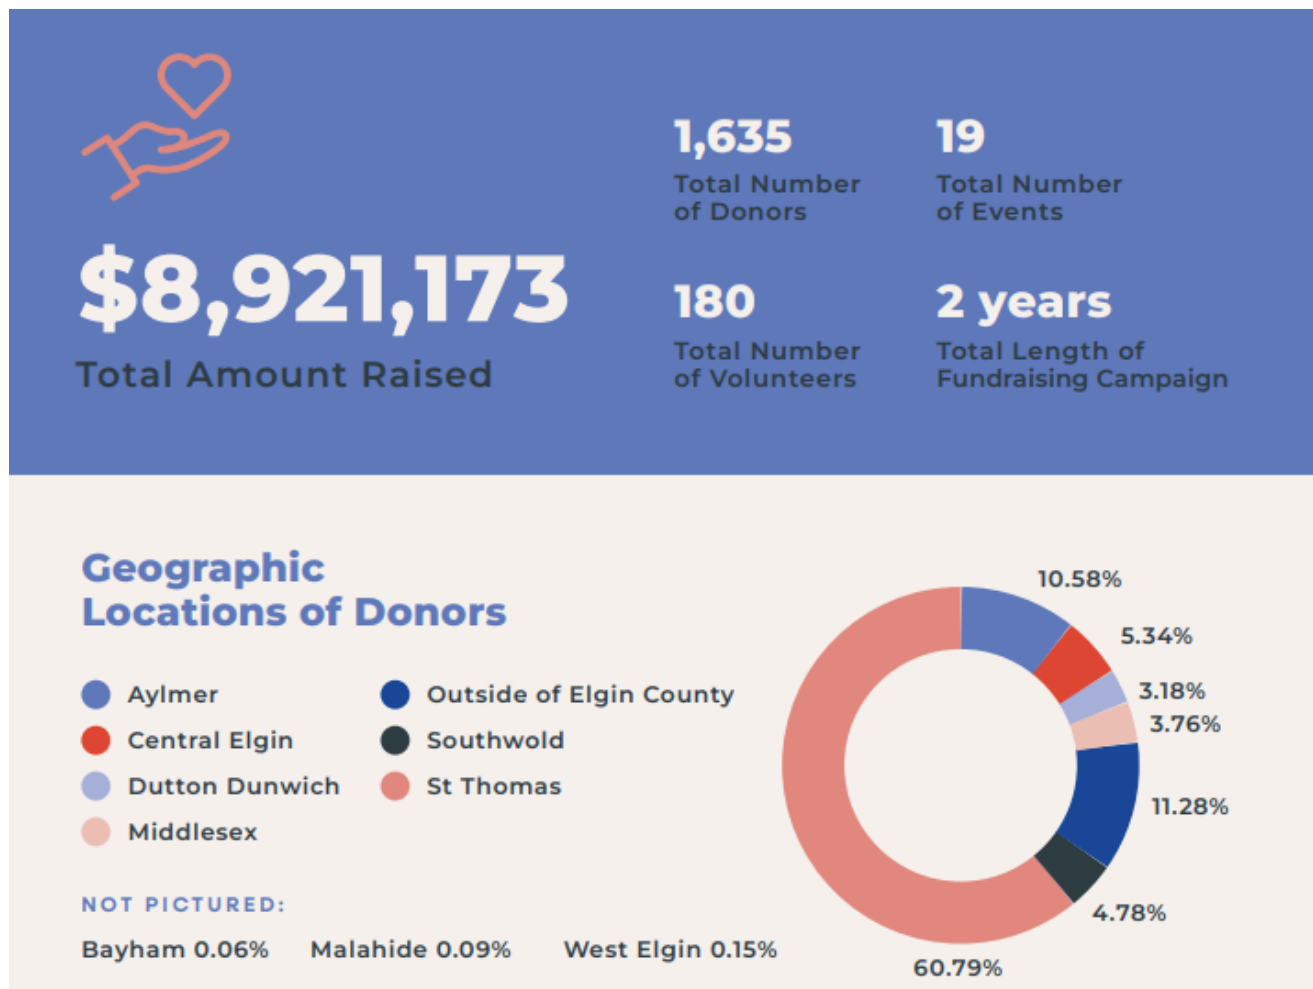 $8,921,173
Total Amount Raised
1,635
Total Number
of Donors
19
Total Number
of Events
180
Total Number
of Volunteers
2 years
Total Length of
Fundraising Campaign
Geographic
Locations of Donors
Aylmer
Central Elgin
Dutton Dunwich
Middlesex
Outside of Elgin County
Southwold
St Thomas
NOT PICTURED:
Bayham 0.06%
Malahide 0.09%
West Elgin 0.15%
10.58%
5.34%
3.18%
3.76%
11.28%
4.78%
60.79%